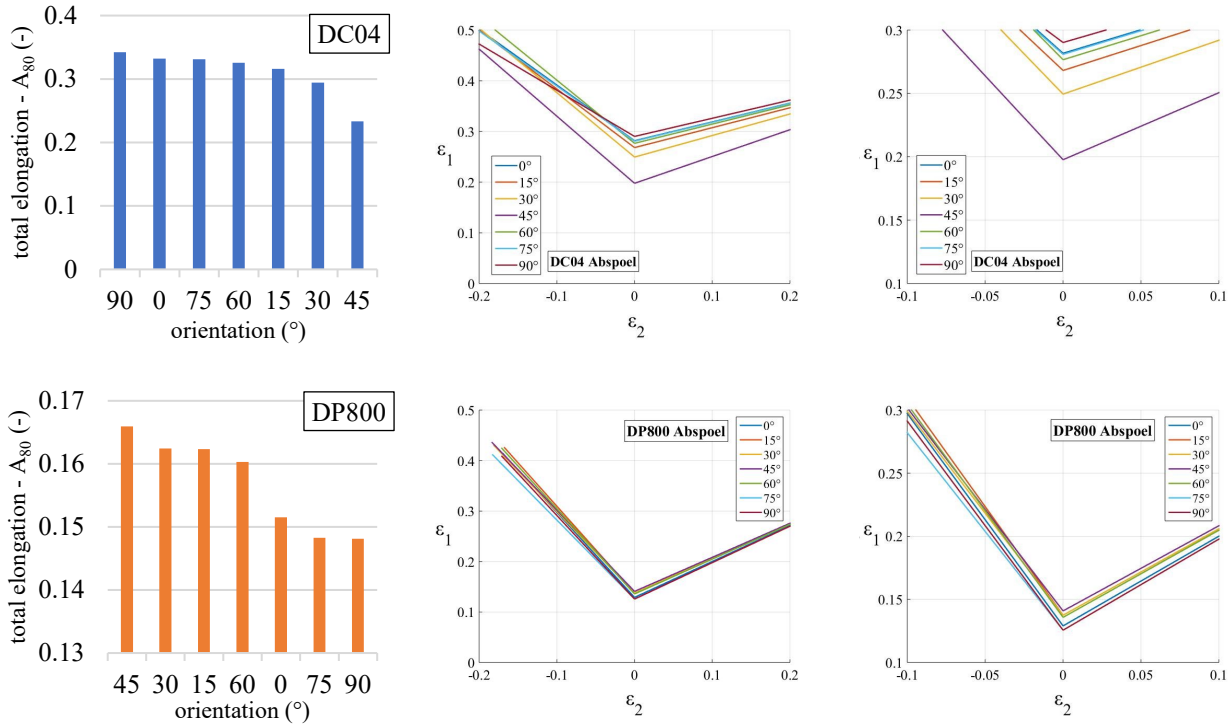 DC04
total elongation - A80 (-)
0.4
0.3
0.2
0.1
0
90 0 75 60 15 30 45
orientation (°)
0.5
0.4
0.3
0.2
0.1
0
ε1
0°
15°
30°
45°
60°
75°
90°
DC04 Abspoel
-0.2 -0.1 0 0.1 0.2
ε2
0.3
0.25
0.2
0.15
0.1
ε1
0°
15°
30°
45°
60°
75°
90°
DC04 Abspoel
-0.1 -0.05 0 0.05 0.1
ε2
DP800
total elongation - A80 (-)
0.17
0.16
0.15
0.14
0.13
45 30 15 60 0 75 90
orientation (°)
DP800 Abspoel
0.5
0.4
0.3
0.2
0.1
0
ε1
0°
15°
30°
45°
60°
75°
90°
-0.2 -0.1 0 0.1 0.2
ε2
DP800 Abspoel
0.3
0.25
0.2
0.15
0.1
ε1
0°
15°
30°
45°
60°
75°
90°
-0.1 -0.05 0 0.05 0.1
ε2